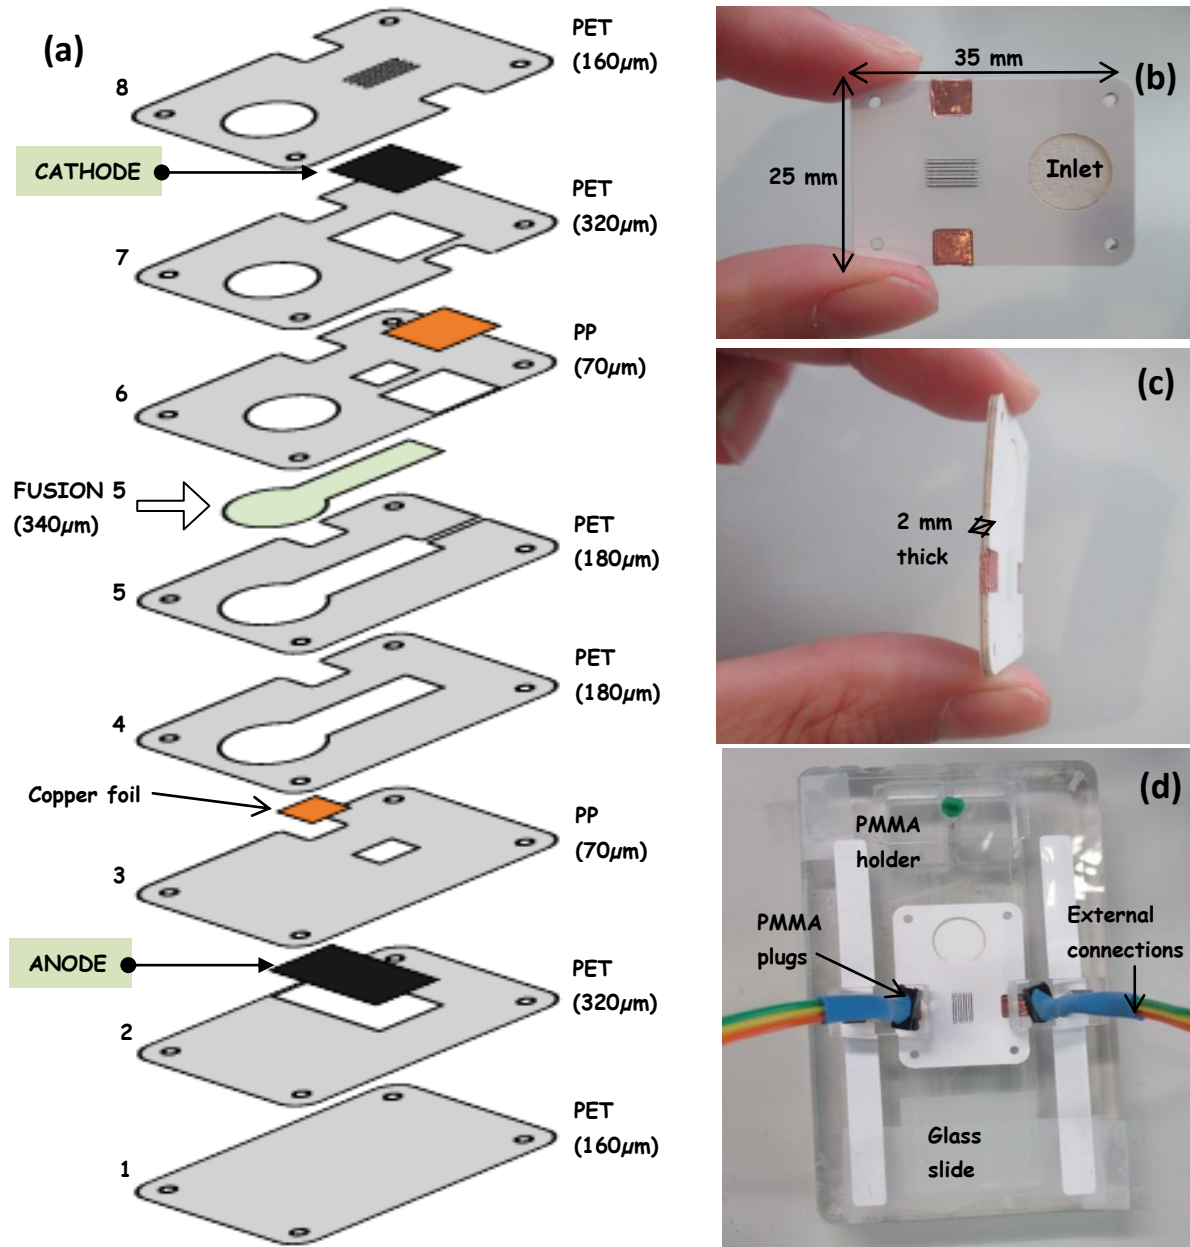 (a)
PET
(160µm)
8
CATHODE
PET
(320µm)
7
PP
(70µm)
6
FUSION 5
(340µm)
PET
(180µm)
5
PET
(180µm)
4
Copper foil
PP
(70µm)
3
ANODE
PET
(320µm)
2
PET
(160µm)
1
(b)
35 mm
25 mm
Inlet
(c)
2 mm
thick
(d)
PMMA
holder
PMMA
plugs
External
connections
Glass
slide